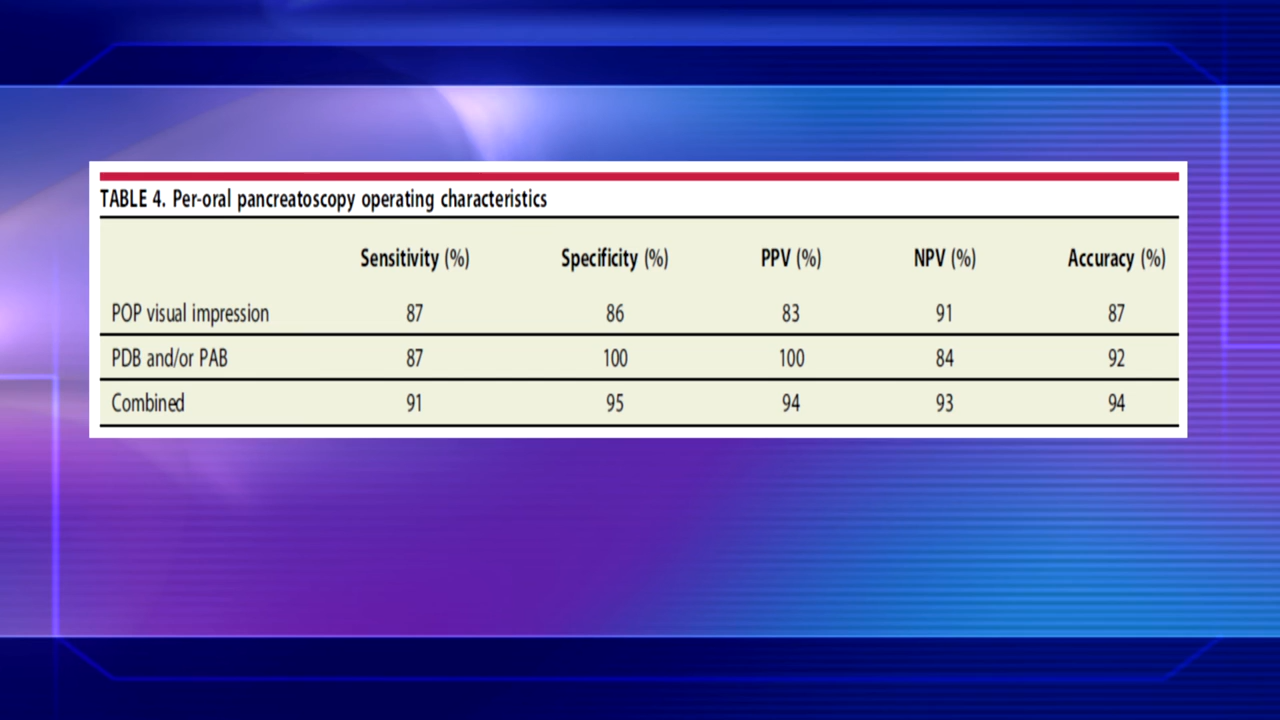 TABLE 4. Per-oral pancreatoscopy operating characteristics
Sensitivity (%) Specificity (%) PPV (%) NPV (%) Accuracy (%)
POP visual impression 87 86 83 91 87
PDB and/or PAB 87 100 100 84 92
Combined 91 95 94 93 94